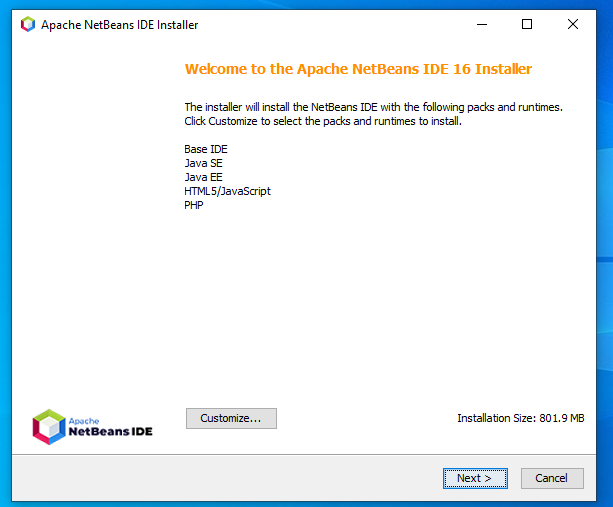 Apache NetBeans IDE Installer
Welcome to the Apache NetBeans IDE 16 Installer
The installer will install the NetBeans IDE with the following packs and runtimes.
Click Customize to select the packs and runtimes to install.
Base IDE
Java SE
Java EE
HTML5/JavaScript
PHP
Apache
NetBeans IDE
Customize...
Installation Size: 801.9 MB
Next >
Cancel